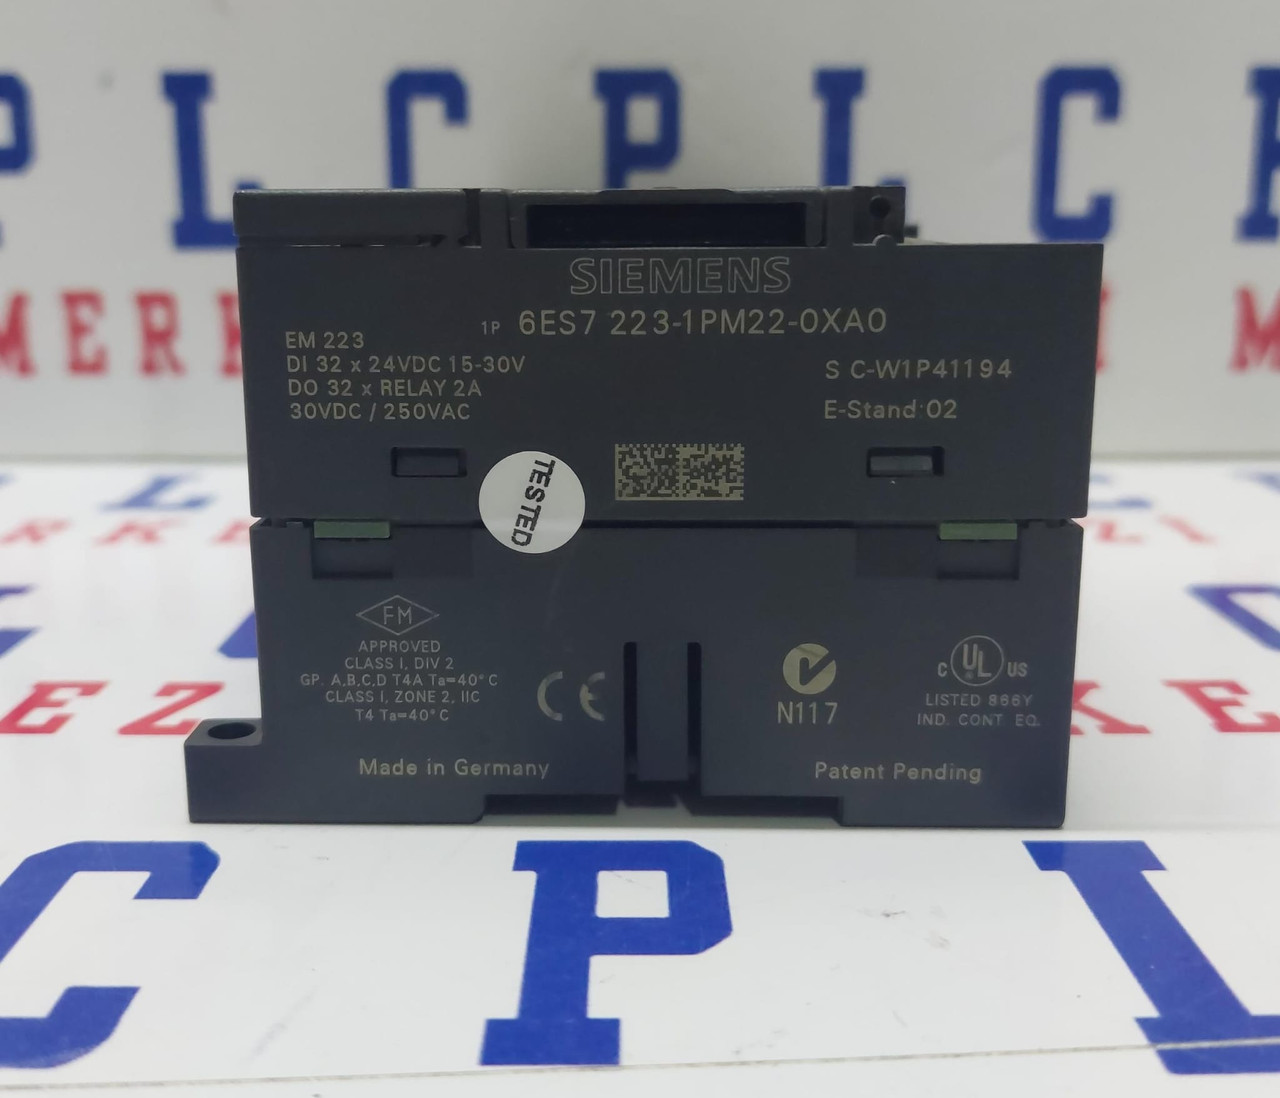 P L C P L C P L
MERKEZİ
SIEMENS
1P 6ES7 223-1PM22-0XA0
EM 223
DI 32 x 24VDC 15-30V
DO 32 x RELAY 2A
30VDC / 250VAC
S C-W1P41194
E-Stand 02
TESTED
FM
APPROVED
CLASS I, DIV 2
GP. A,B,C,D T4A Ta=40°C
CLASS I, ZONE 2, IIC
T4 Ta=40°C
CE
N117
C UL US
LISTED 866Y
IND. CONT. EQ.
Made in Germany
Patent Pending
C P L